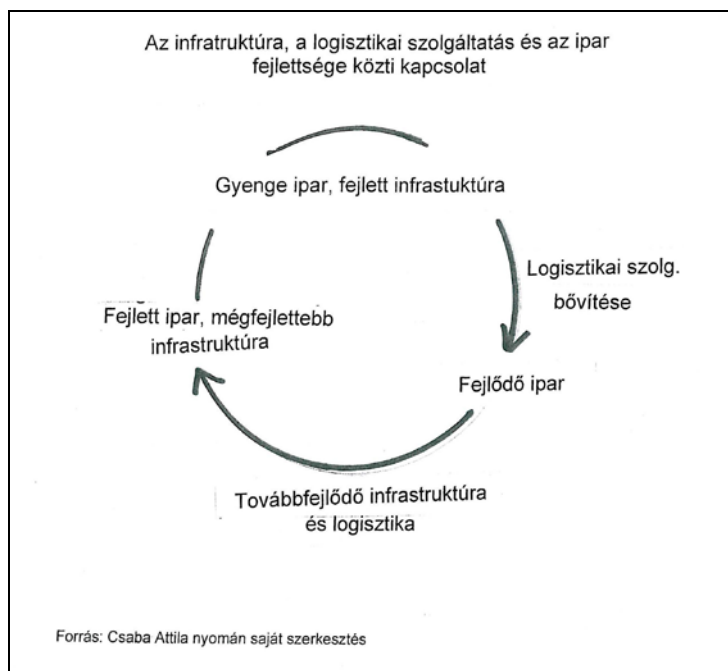 Az infratruktúra, a logisztikai szolgáltatás és az ipar
fejlettsége közti kapcsolat
Gyenge ipar, fejlett infrastuktúra
Logisztikai szolg.
bővítése
Fejlett ipar, mégfejlettebb
infrastruktúra
Fejlődő ipar
Továbbfejlődő infrastruktúra
és logisztika
Forrás: Csaba Attila nyomán saját szerkesztés